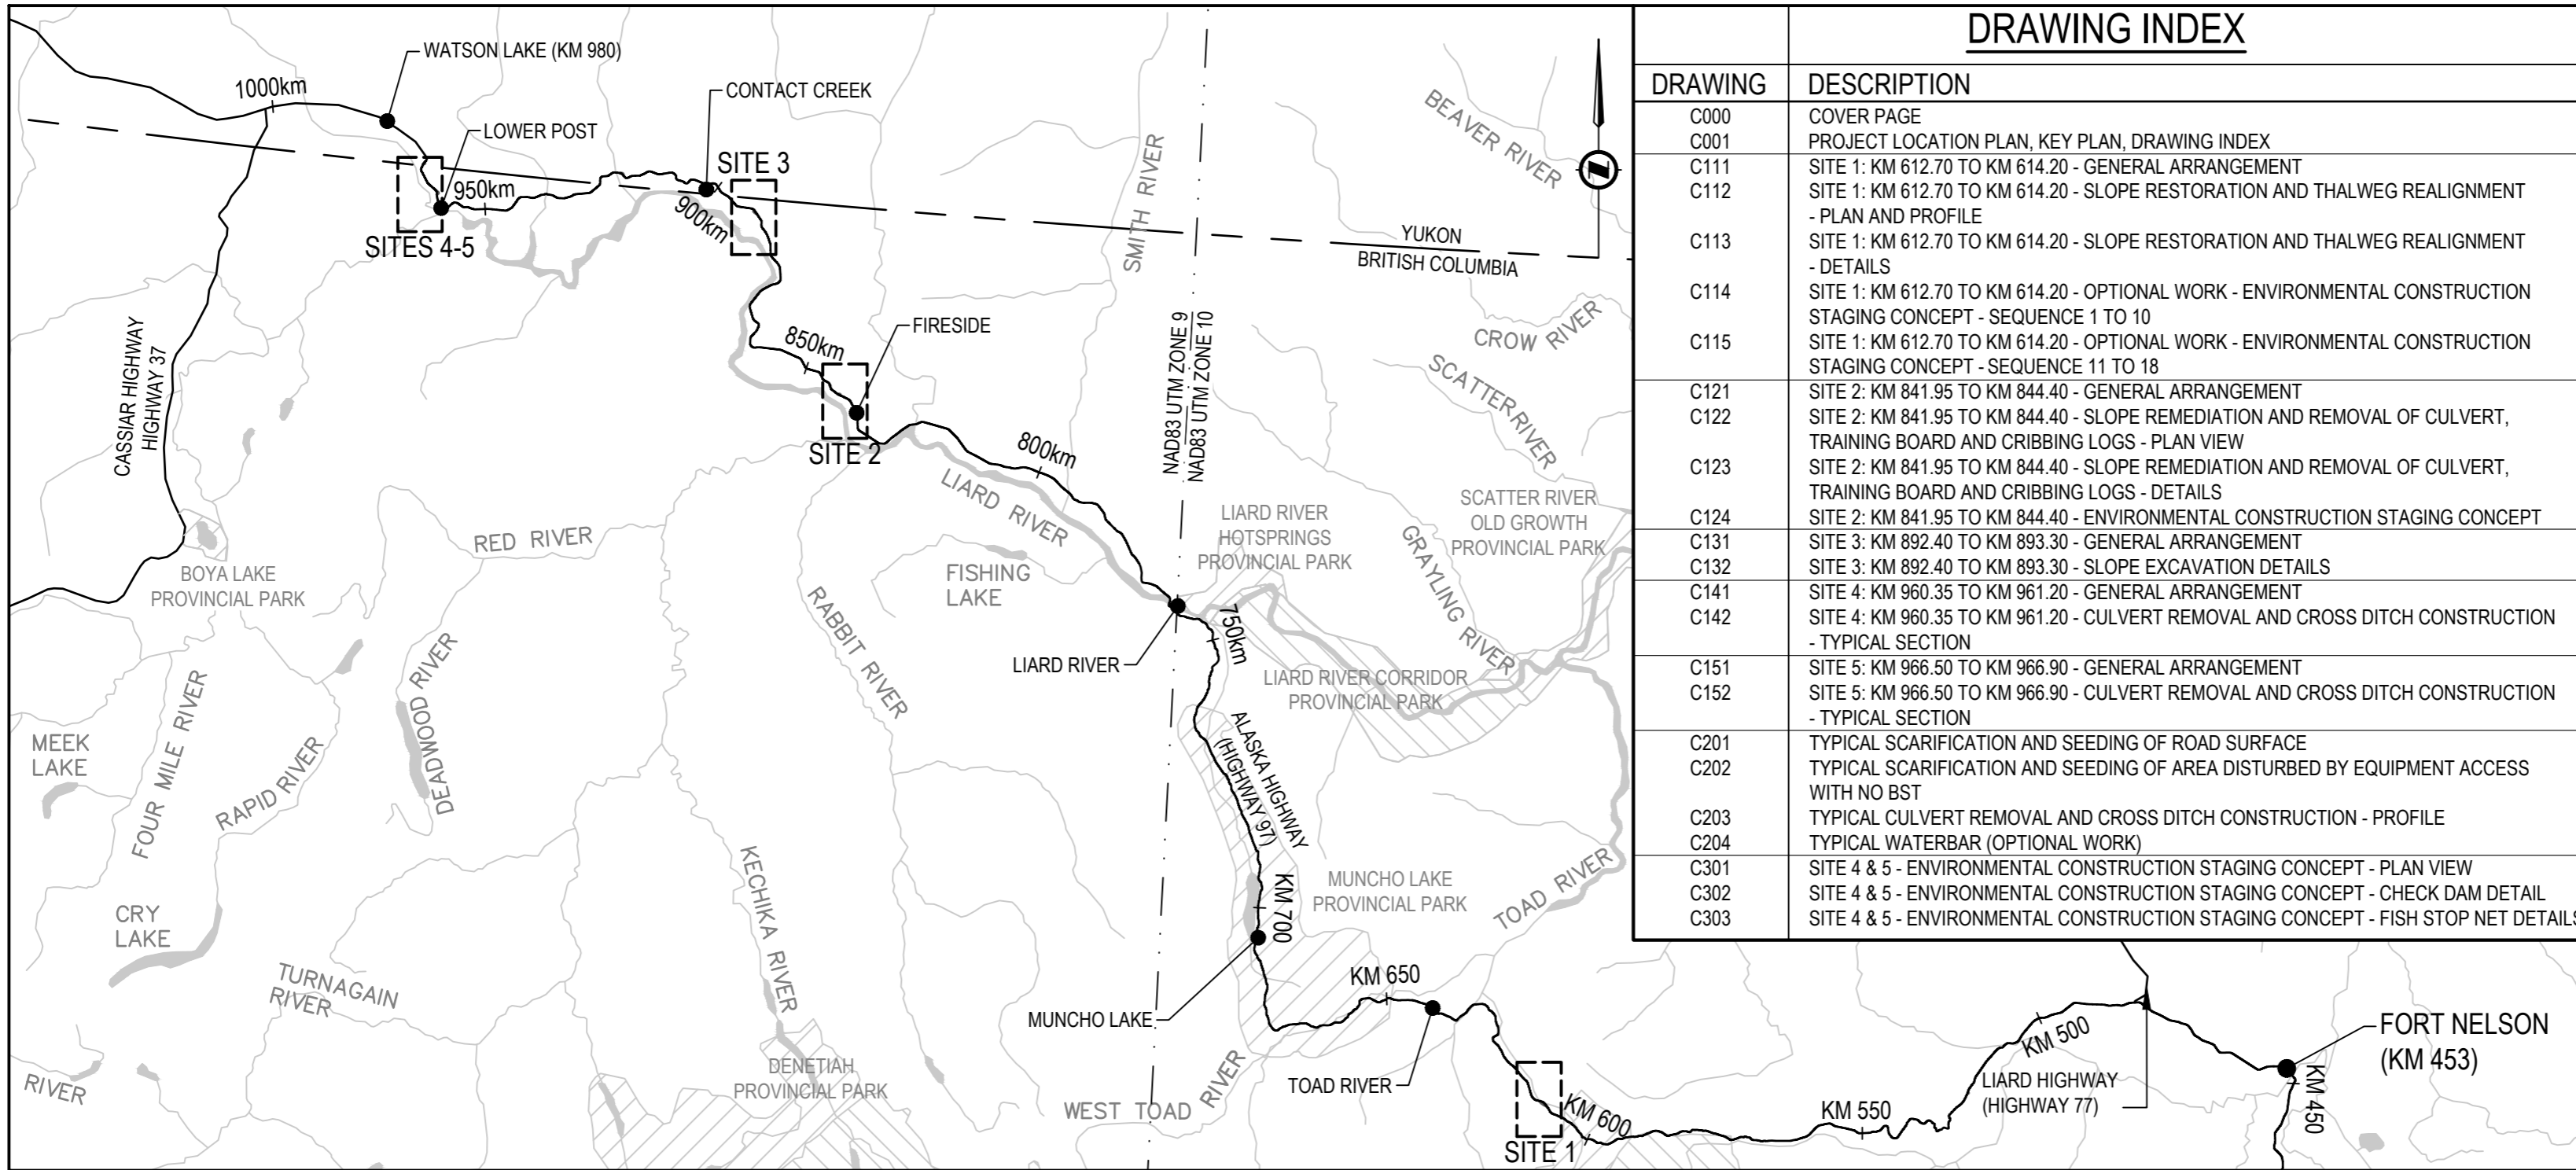 WATSON LAKE (KM 980)
1000km
CONTACT CREEK
LOWER POST
SITE 3
950km
900km
SITES 4-5
SMITH RIVER
BEAVER RIVER
YUKON
BRITISH COLUMBIA
CASSIAR HIGHWAY
HIGHWAY 37
FIRESIDE
850km
SITE 2
800km
NAD83 UTM ZONE 9
NAD83 UTM ZONE 10
CROW RIVER
SCATTER RIVER
LIARD RIVER
RED RIVER
LIARD RIVER
HOTSPRINGS
PROVINCIAL PARK
SCATTER RIVER
OLD GROWTH
PROVINCIAL PARK
GRAYLING RIVER
BOYA LAKE
PROVINCIAL PARK
FISHING
LAKE
RABBIT RIVER
750km
LIARD RIVER
LIARD RIVER CORRIDOR
PROVINCIAL PARK
DEADWOOD RIVER
FOUR MILE RIVER
RAPID RIVER
MEEK
LAKE
ALASKA HIGHWAY
(HIGHWAY 97)
KECHIKA RIVER
KM 700
MUNCHO LAKE
PROVINCIAL PARK
TOAD RIVER
CRY
LAKE
TURNAGAIN
RIVER
MUNCHO LAKE
KM 650
DENETIAH
PROVINCIAL PARK
RIVER
WEST TOAD RIVER
TOAD RIVER
SITE 1
KM 600
KM 550
KM 500
LIARD HIGHWAY
(HIGHWAY 77)
FORT NELSON
(KM 453)
KM 450
DRAWING INDEX
DRAWING DESCRIPTION
C000 COVER PAGE
C001 PROJECT LOCATION PLAN, KEY PLAN, DRAWING INDEX
C111 SITE 1: KM 612.70 TO KM 614.20 - GENERAL ARRANGEMENT
C112 SITE 1: KM 612.70 TO KM 614.20 - SLOPE RESTORATION AND THALWEG REALIGNMENT
- PLAN AND PROFILE
C113 SITE 1: KM 612.70 TO KM 614.20 - SLOPE RESTORATION AND THALWEG REALIGNMENT
- DETAILS
C114 SITE 1: KM 612.70 TO KM 614.20 - OPTIONAL WORK - ENVIRONMENTAL CONSTRUCTION
STAGING CONCEPT - SEQUENCE 1 TO 10
C115 SITE 1: KM 612.70 TO KM 614.20 - OPTIONAL WORK - ENVIRONMENTAL CONSTRUCTION
STAGING CONCEPT - SEQUENCE 11 TO 18
C121 SITE 2: KM 841.95 TO KM 844.40 - GENERAL ARRANGEMENT
C122 SITE 2: KM 841.95 TO KM 844.40 - SLOPE REMEDIATION AND REMOVAL OF CULVERT,
TRAINING BOARD AND CRIBBING LOGS - PLAN VIEW
C123 SITE 2: KM 841.95 TO KM 844.40 - SLOPE REMEDIATION AND REMOVAL OF CULVERT,
TRAINING BOARD AND CRIBBING LOGS - DETAILS
C124 SITE 2: KM 841.95 TO KM 844.40 - ENVIRONMENTAL CONSTRUCTION STAGING CONCEPT
C131 SITE 3: KM 892.40 TO KM 893.30 - GENERAL ARRANGEMENT
C132 SITE 3: KM 892.40 TO KM 893.30 - SLOPE EXCAVATION DETAILS
C141 SITE 4: KM 960.35 TO KM 961.20 - GENERAL ARRANGEMENT
C142 SITE 4: KM 960.35 TO KM 961.20 - CULVERT REMOVAL AND CROSS DITCH CONSTRUCTION
- TYPICAL SECTION
C151 SITE 5: KM 966.50 TO KM 966.90 - GENERAL ARRANGEMENT
C152 SITE 5: KM 966.50 TO KM 966.90 - CULVERT REMOVAL AND CROSS DITCH CONSTRUCTION
- TYPICAL SECTION
C201 TYPICAL SCARIFICATION AND SEEDING OF ROAD SURFACE
C202 TYPICAL SCARIFICATION AND SEEDING OF AREA DISTURBED BY EQUIPMENT ACCESS
WITH NO BST
C203 TYPICAL CULVERT REMOVAL AND CROSS DITCH CONSTRUCTION - PROFILE
C204 TYPICAL WATERBAR (OPTIONAL WORK)
C301 SITE 4 & 5 - ENVIRONMENTAL CONSTRUCTION STAGING CONCEPT - PLAN VIEW
C302 SITE 4 & 5 - ENVIRONMENTAL CONSTRUCTION STAGING CONCEPT - CHECK DAM DETAIL
C303 SITE 4 & 5 - ENVIRONMENTAL CONSTRUCTION STAGING CONCEPT - FISH STOP NET DETAILS